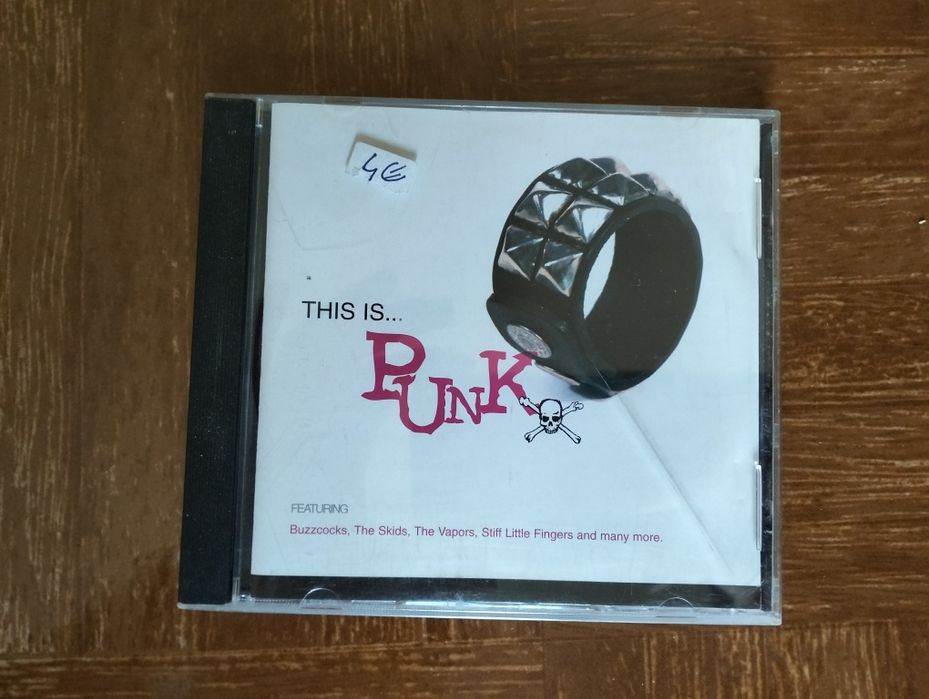 4€
THIS IS...
PUNK
FEATURING
Buzzcocks, The Skids, The Vapors, Stiff Little Fingers and many more.